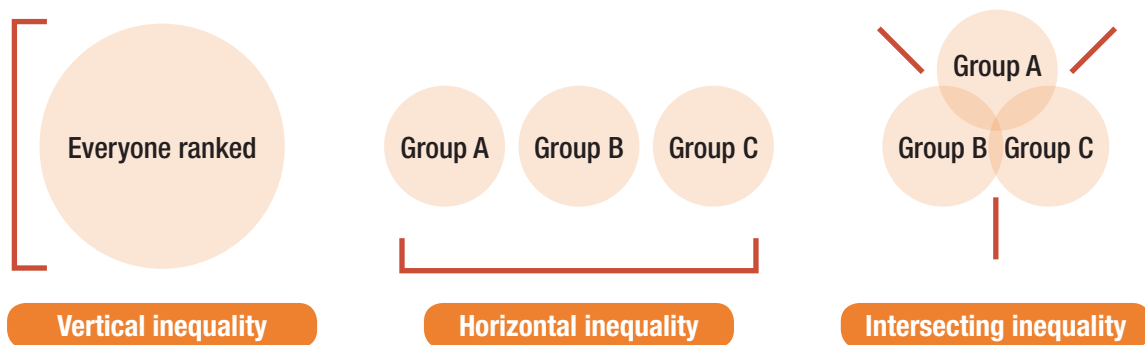 Everyone ranked
Vertical inequality
Group A
Group B
Group C
Horizontal inequality
Group A
Group B
Group C
Intersecting inequality